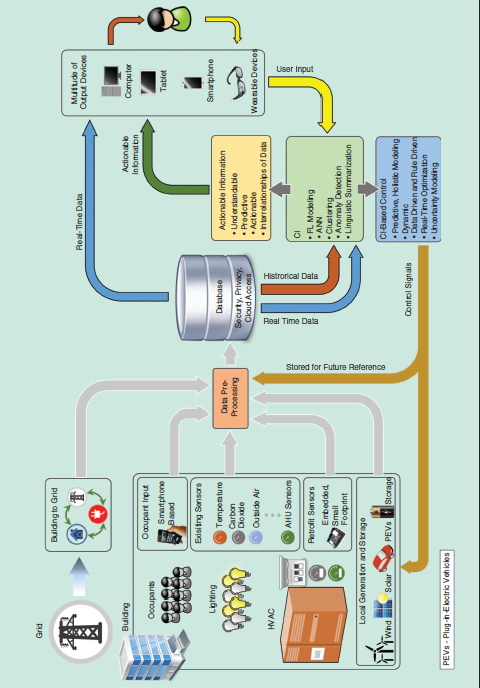 Grid
Building to Grid
Building
Occupants
Lighting
HVAC
Occupant Input
Smartphone
Based
Exisiting Sensors
Temperature
Carbon
Dioxide
Outside Air
AHU Sensors
Retrofit Sensors
Embedded,
Small
Footprint
Local Generation and Storage
Wind
Solar
PEVs
Storage
PEVs - Plug-in-Electric Vehicles
Data Pre-
Processing
Stored for Future Reference
Control Signals
Database
Security, Privacy,
Cloud Access
Real-Time Data
Historical Data
Real Time Data
Actionable
Information
Actionable Information
• Understandable
• Predictive
• Actionable
• Interrelationships of Data
CI
• FL Modeling
• ANN
• Clustering
• Anomaly Detection
• Linguistic Summarization
CI-Based Control
• Predictive, Holistic Modeling
• Dynamic
• Data Driven and Rule Driven
• Real-Time Optimization
• Uncertainty Modeling
Multitude of
Output Devices
Computer
Tablet
Smartphone
Wearable Devices
User Input